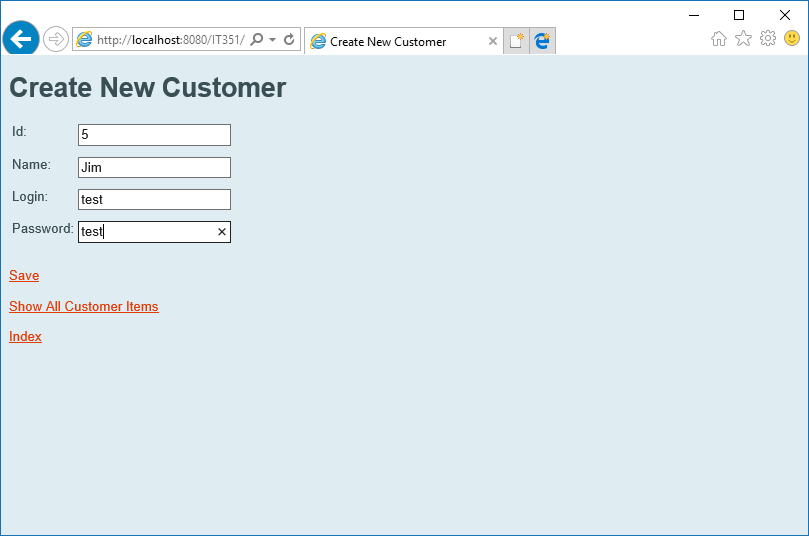 http://localhost:8080/IT351/
Create New Customer
Create New Customer
Id: 5
Name: Jim
Login: test
Password: test
Save
Show All Customer Items
Index